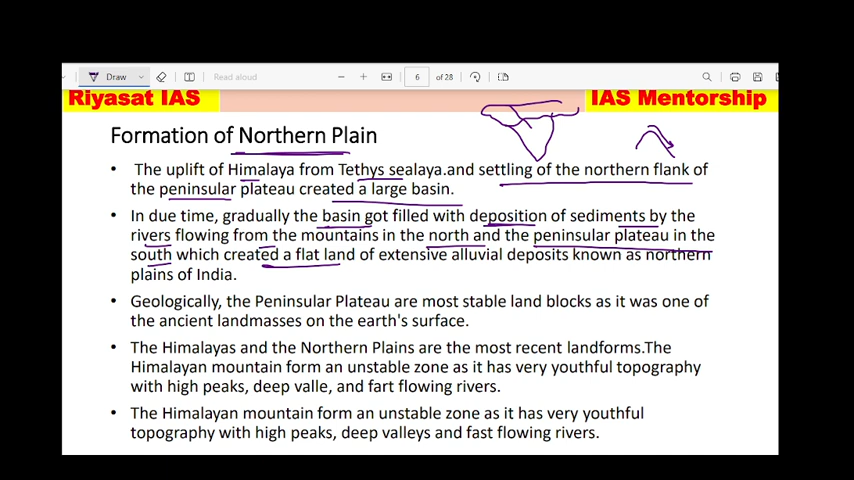 Draw
Read aloud
6 of 28
Riyasat IAS
IAS Mentorship
Formation of Northern Plain
• The uplift of Himalaya from Tethys sealaya.and settling of the northern flank of
the peninsular plateau created a large basin.
• In due time, gradually the basin got filled with deposition of sediments by the
rivers flowing from the mountains in the north and the peninsular plateau in the
south which created a flat land of extensive alluvial deposits known as northern
plains of India.
• Geologically, the Peninsular Plateau are most stable land blocks as it was one of
the ancient landmasses on the earth's surface.
• The Himalayas and the Northern Plains are the most recent landforms.The
Himalayan mountain form an unstable zone as it has very youthful topography
with high peaks, deep valle, and fart flowing rivers.
• The Himalayan mountain form an unstable zone as it has very youthful
topography with high peaks, deep valleys and fast flowing rivers.